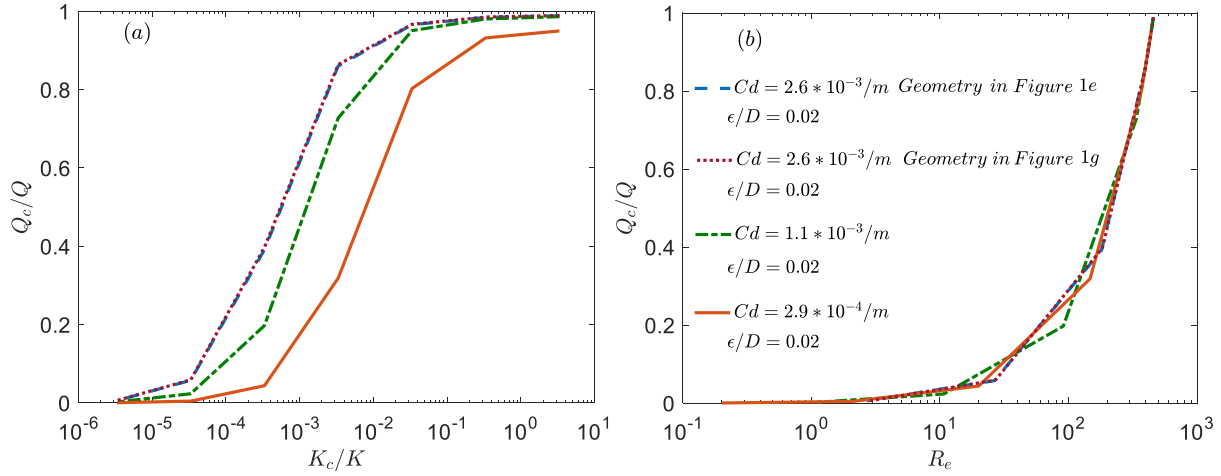 (a)
1
0.8
0.6
0.4
0.2
0
Q_c/Q
10^-6 10^-5 10^-4 10^-3 10^-2 10^-1 10^0 10^1
K_c/K
(b)
1
0.8
0.6
0.4
0.2
0
Q_c/Q
Cd = 2.6 * 10^-3/m Geometry in Figure 1e
ϵ/D = 0.02
Cd = 2.6 * 10^-3/m Geometry in Figure 1g
ϵ/D = 0.02
Cd = 1.1 * 10^-3/m
ϵ/D = 0.02
Cd = 2.9 * 10^-4/m
ϵ/D = 0.02
10^-1 10^0 10^1 10^2 10^3
R_e